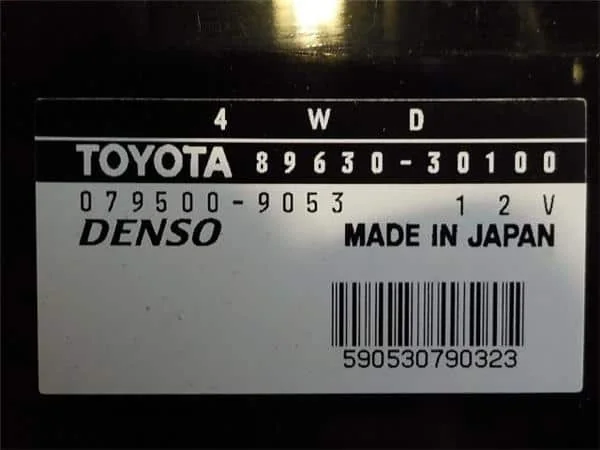 4 W D
TOYOTA 89630-30100
079500-9053 12V
DENSO MADE IN JAPAN
590530790323